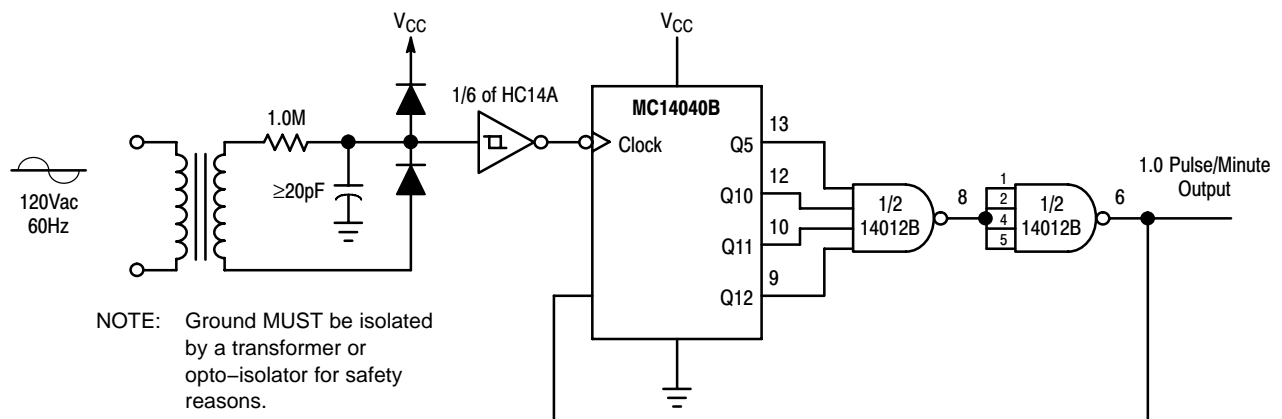 VCC
VCC
1/6 of HC14A
MC14040B
1.0M
13
Clock
Q5
1.0 Pulse/Minute
Output
≥20pF
120Vac
60Hz
12
Q10
1/2
14012B
8
1
2
4
5
1/2
14012B
6
10
Q11
9
Q12
NOTE: Ground MUST be isolated
by a transformer or
opto−isolator for safety
reasons.